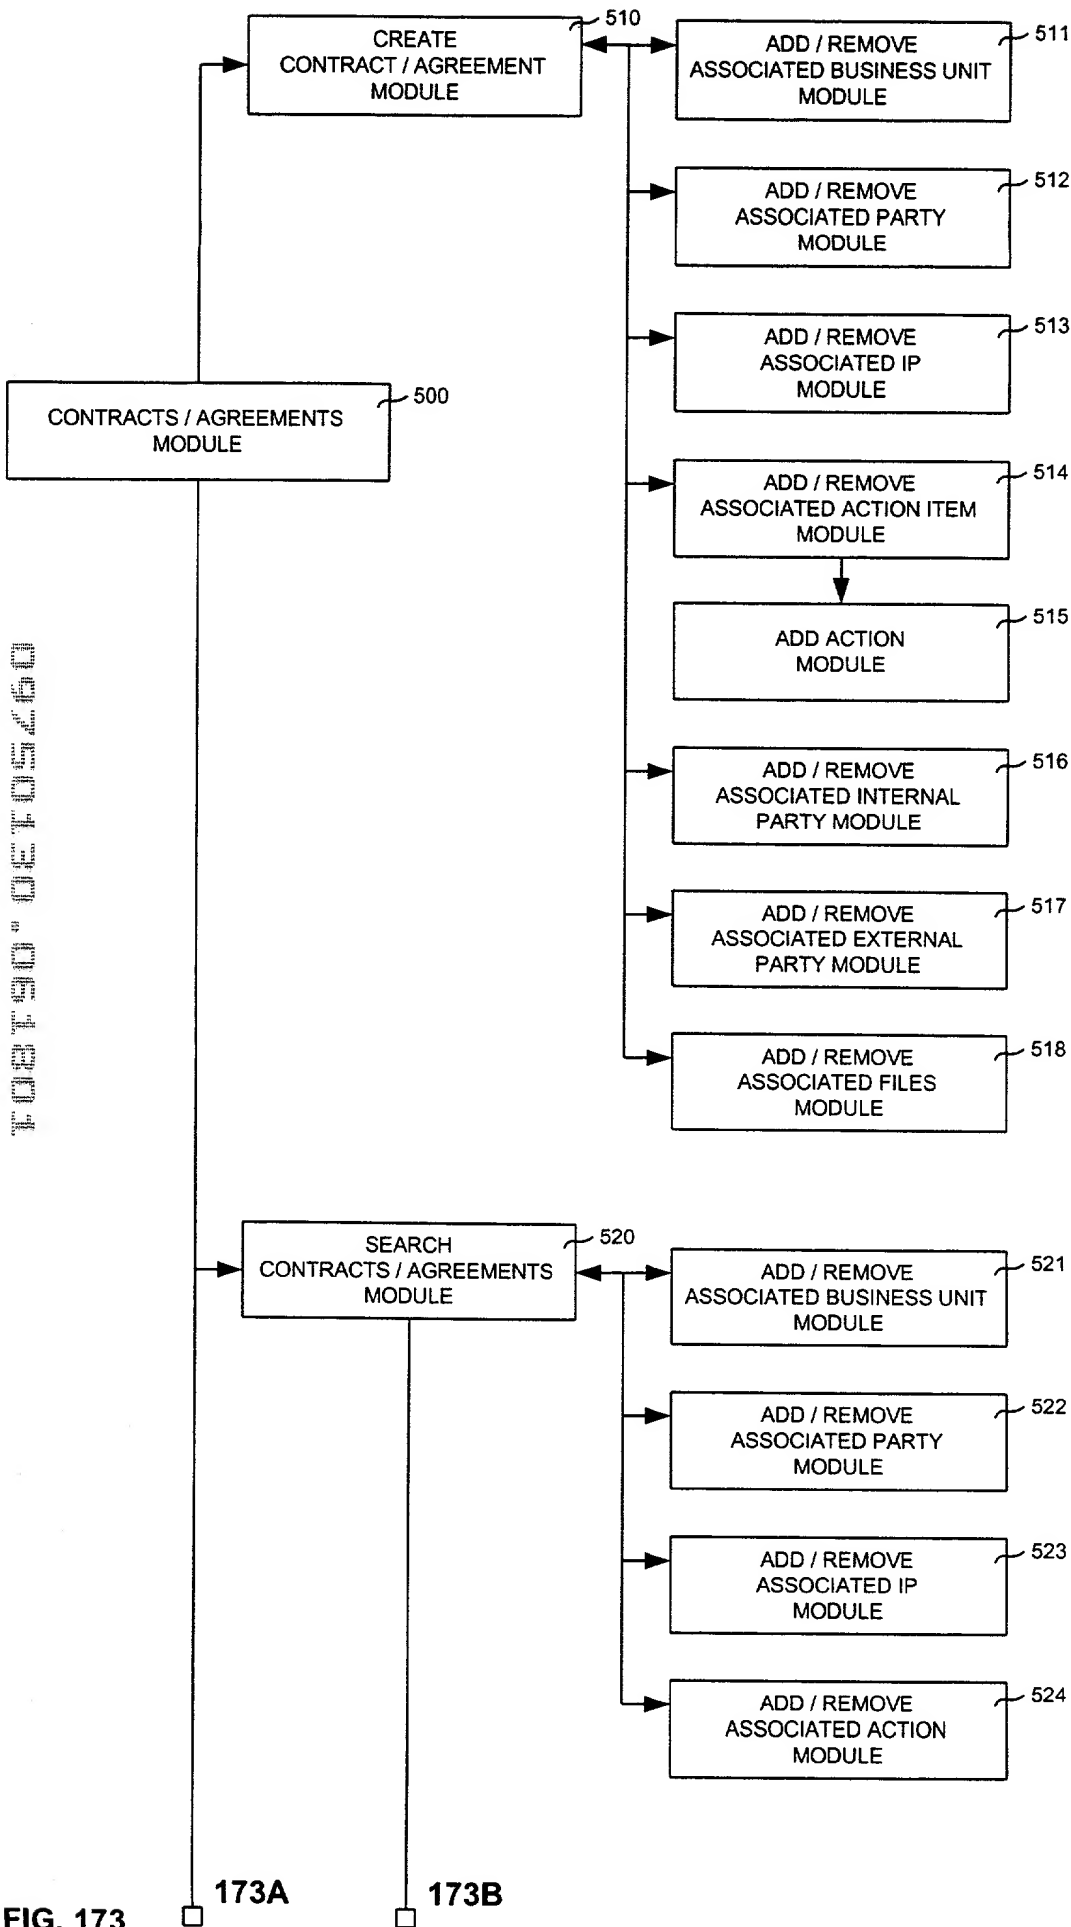 510
CREATE
CONTRACT / AGREEMENT
MODULE
511
ADD / REMOVE
ASSOCIATED BUSINESS UNIT
MODULE
512
ADD / REMOVE
ASSOCIATED PARTY
MODULE
513
ADD / REMOVE
ASSOCIATED IP
MODULE
500
CONTRACTS / AGREEMENTS
MODULE
514
ADD / REMOVE
ASSOCIATED ACTION ITEM
MODULE
515
ADD ACTION
MODULE
516
ADD / REMOVE
ASSOCIATED INTERNAL
PARTY MODULE
517
ADD / REMOVE
ASSOCIATED EXTERNAL
PARTY MODULE
518
ADD / REMOVE
ASSOCIATED FILES
MODULE
09750130.061801
520
SEARCH
CONTRACTS / AGREEMENTS
MODULE
521
ADD / REMOVE
ASSOCIATED BUSINESS UNIT
MODULE
522
ADD / REMOVE
ASSOCIATED PARTY
MODULE
523
ADD / REMOVE
ASSOCIATED IP
MODULE
524
ADD / REMOVE
ASSOCIATED ACTION
MODULE
173A
173B
FIG. 173